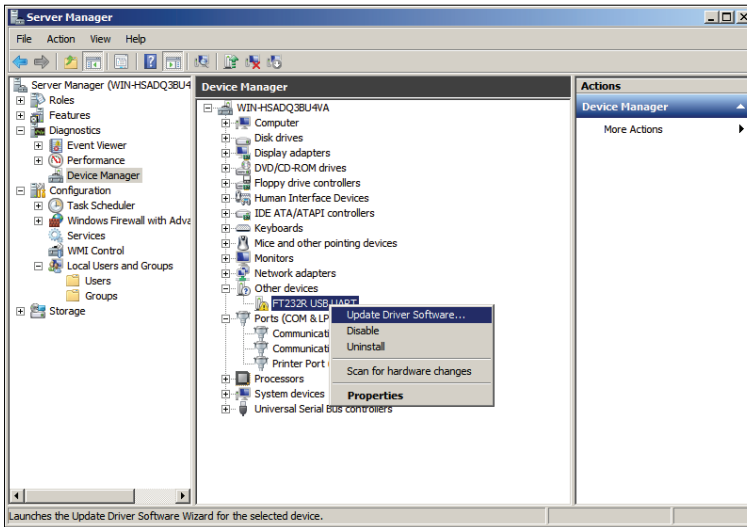 Server Manager
File Action View Help
Server Manager (WIN-HSADQ3BU4
Roles
Features
Diagnostics
Event Viewer
Performance
Device Manager
Configuration
Task Scheduler
Windows Firewall with Adva
Services
WMI Control
Local Users and Groups
Users
Groups
Storage
Device Manager
WIN-HSADQ3BU4VA
Computer
Disk drives
Display adapters
DVD/CD-ROM drives
Floppy drive controllers
Human Interface Devices
IDE ATA/ATAPI controllers
Keyboards
Mice and other pointing devices
Monitors
Network adapters
Other devices
FT232R USB UART
Ports (COM & LP
Communicati
Communicati
Printer Port
Processors
System devices
Universal Serial Bus controllers
Update Driver Software...
Disable
Uninstall
Scan for hardware changes
Properties
Actions
Device Manager
More Actions
Launches the Update Driver Software Wizard for the selected device.